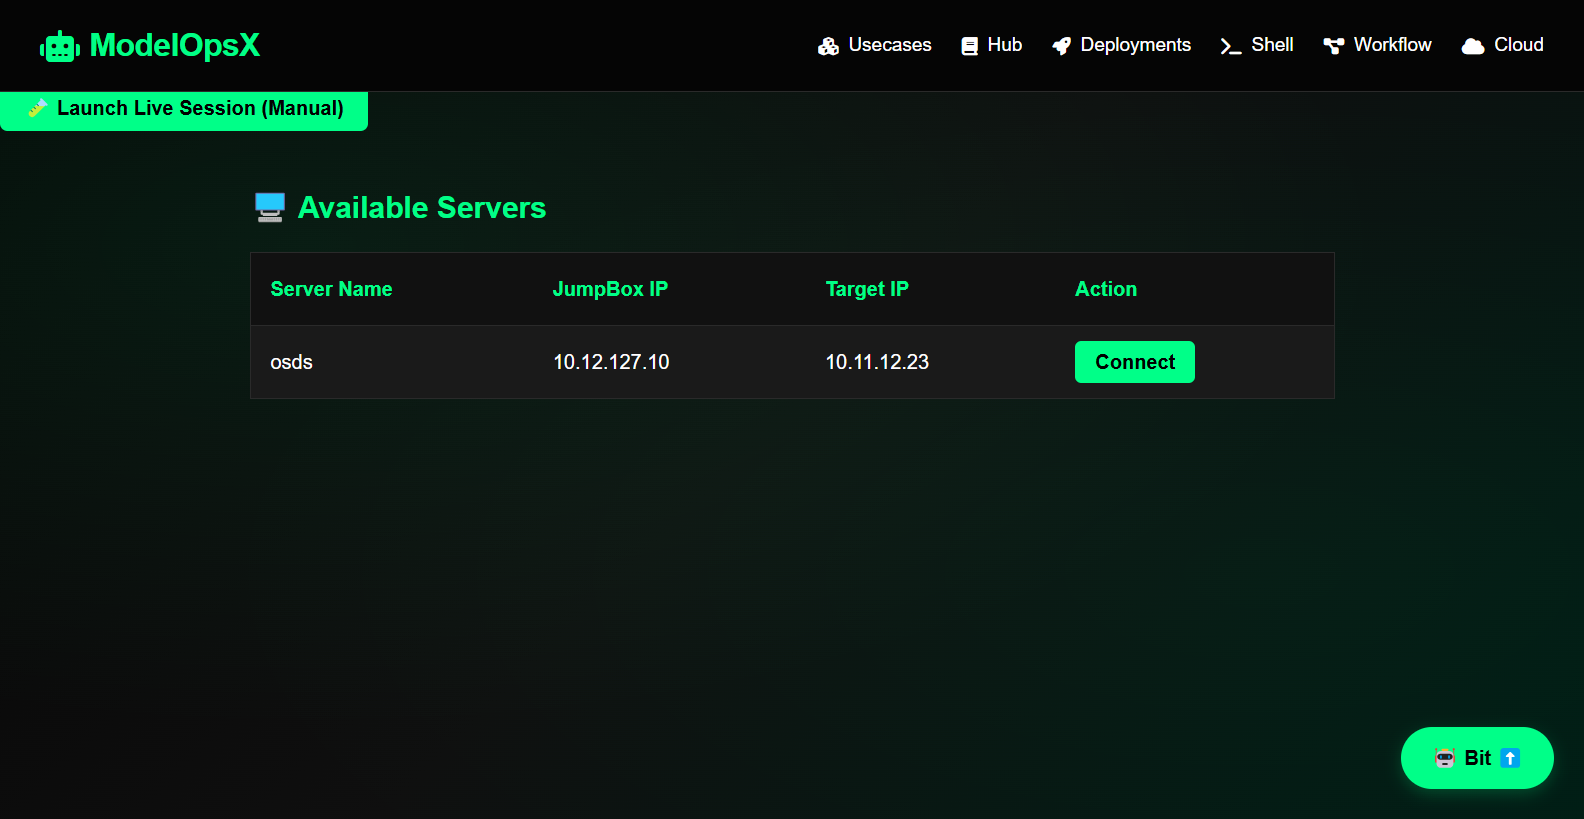 ModelOpsX
Usecases Hub Deployments Shell Workflow Cloud
Launch Live Session (Manual)
Available Servers
Server Name JumpBox IP Target IP Action
osds 10.12.127.10 10.11.12.23 Connect
Bit